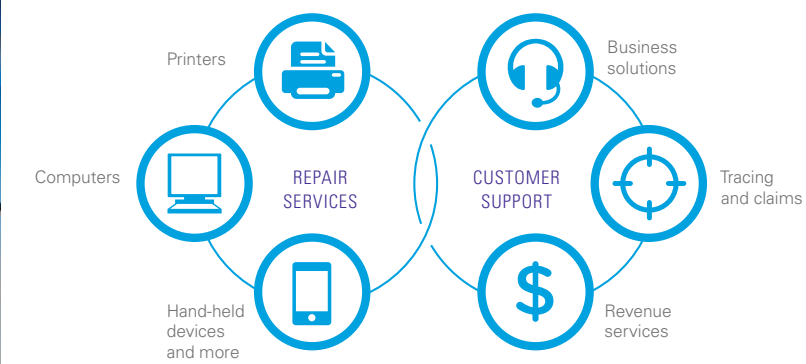 Printers
Computers
Hand-held
devices
and more
REPAIR
SERVICES
CUSTOMER
SUPPORT
Business
solutions
Tracing
and claims
$
Revenue
services